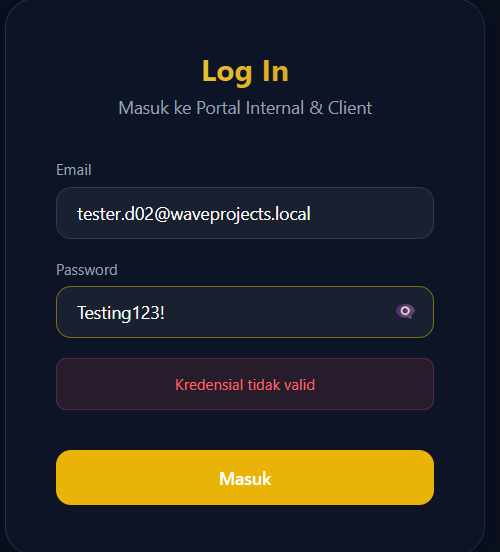 Log In
Masuk ke Portal Internal & Client
Email
tester.d02@waveprojects.local
Password
Testing123!
Kredensial tidak valid
Masuk